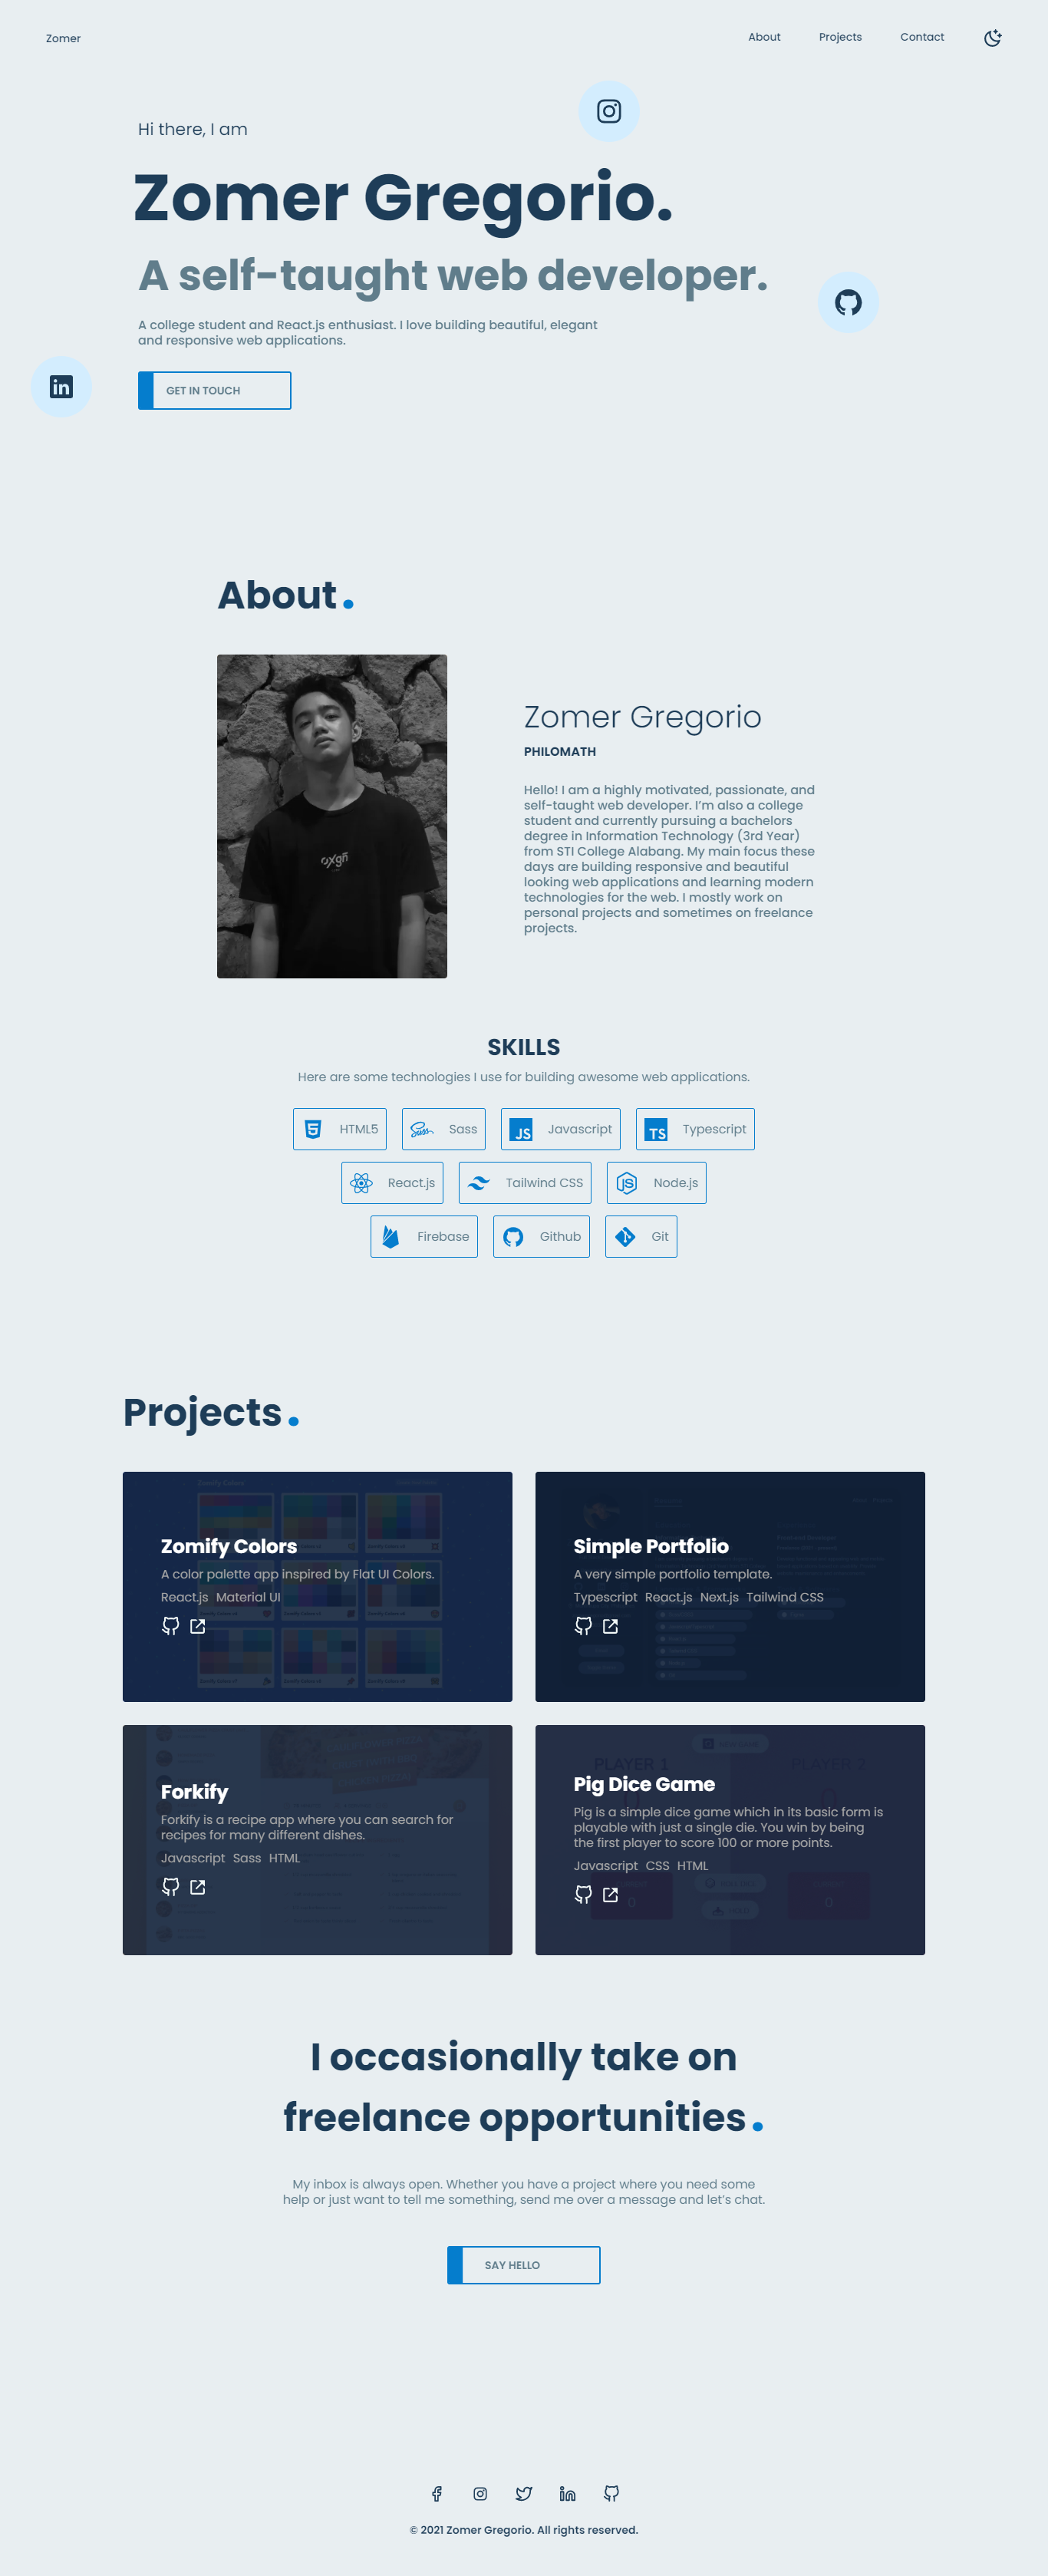 Zomer
About Projects Contact
Hi there, I am
Zomer Gregorio.
A self-taught web developer.
A college student and React.js enthusiast. I love building beautiful, elegant
and responsive web applications.
in
GET IN TOUCH
About.
Zomer Gregorio
PHILOMATH
Hello! I am a highly motivated, passionate, and
self-taught web developer. I’m also a college
student and currently pursuing a bachelors
degree in Information Technology (3rd Year)
from STI College Alabang. My main focus these
days are building responsive and beautiful
looking web applications and learning modern
technologies for the web. I mostly work on
personal projects and sometimes on freelance
projects.
oxgn
SKILLS
Here are some technologies I use for building awesome web applications.
HTML5 Sass JS Javascript TS Typescript
React.js Tailwind CSS Node.js
Firebase Github Git
Projects.
Zomify Colors
A color palette app inspired by Flat UI Colors.
React.js Material UI
Simple Portfolio
A very simple portfolio template.
Typescript React.js Next.js Tailwind CSS
Forkify
Forkify is a recipe app where you can search for
recipes for many different dishes.
Javascript Sass HTML
PLAYER 1 PLAYER 2
Pig Dice Game
Pig is a simple dice game which in its basic form is
playable with just a single die. You win by being
the first player to score 100 or more points.
Javascript CSS HTML
0 0
I occasionally take on
freelance opportunities.
My inbox is always open. Whether you have a project where you need some
help or just want to tell me something, send me over a message and let’s chat.
SAY HELLO
© 2021 Zomer Gregorio. All rights reserved.